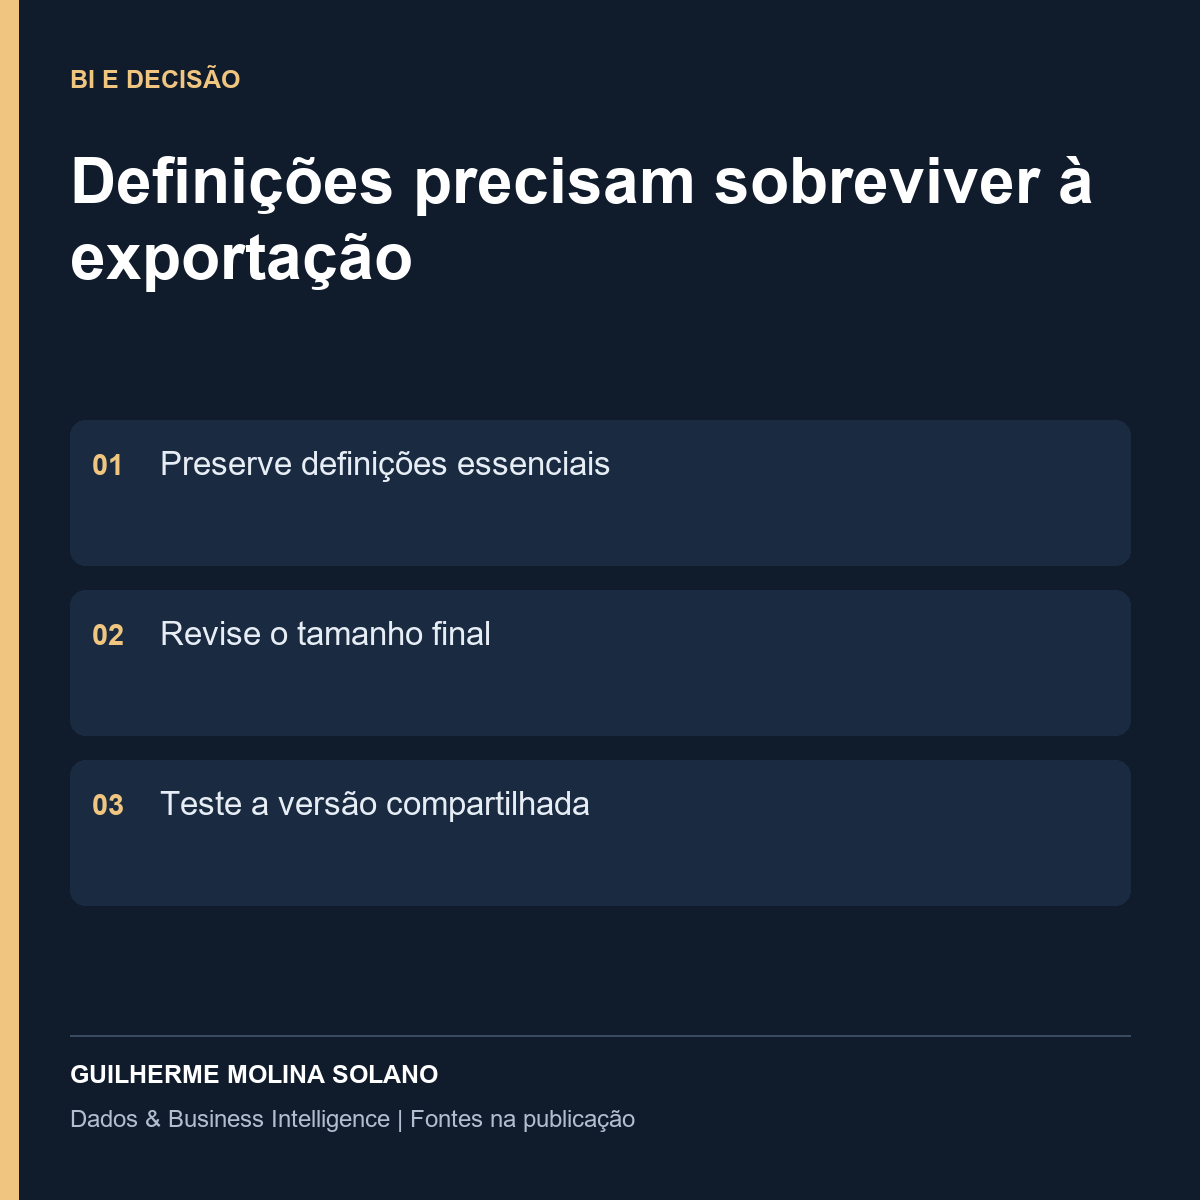 BI E DECISÃO
Definições precisam sobreviver à
exportação
01 Preserve definições essenciais
02 Revise o tamanho final
03 Teste a versão compartilhada
GUILHERME MOLINA SOLANO
Dados & Business Intelligence | Fontes na publicação